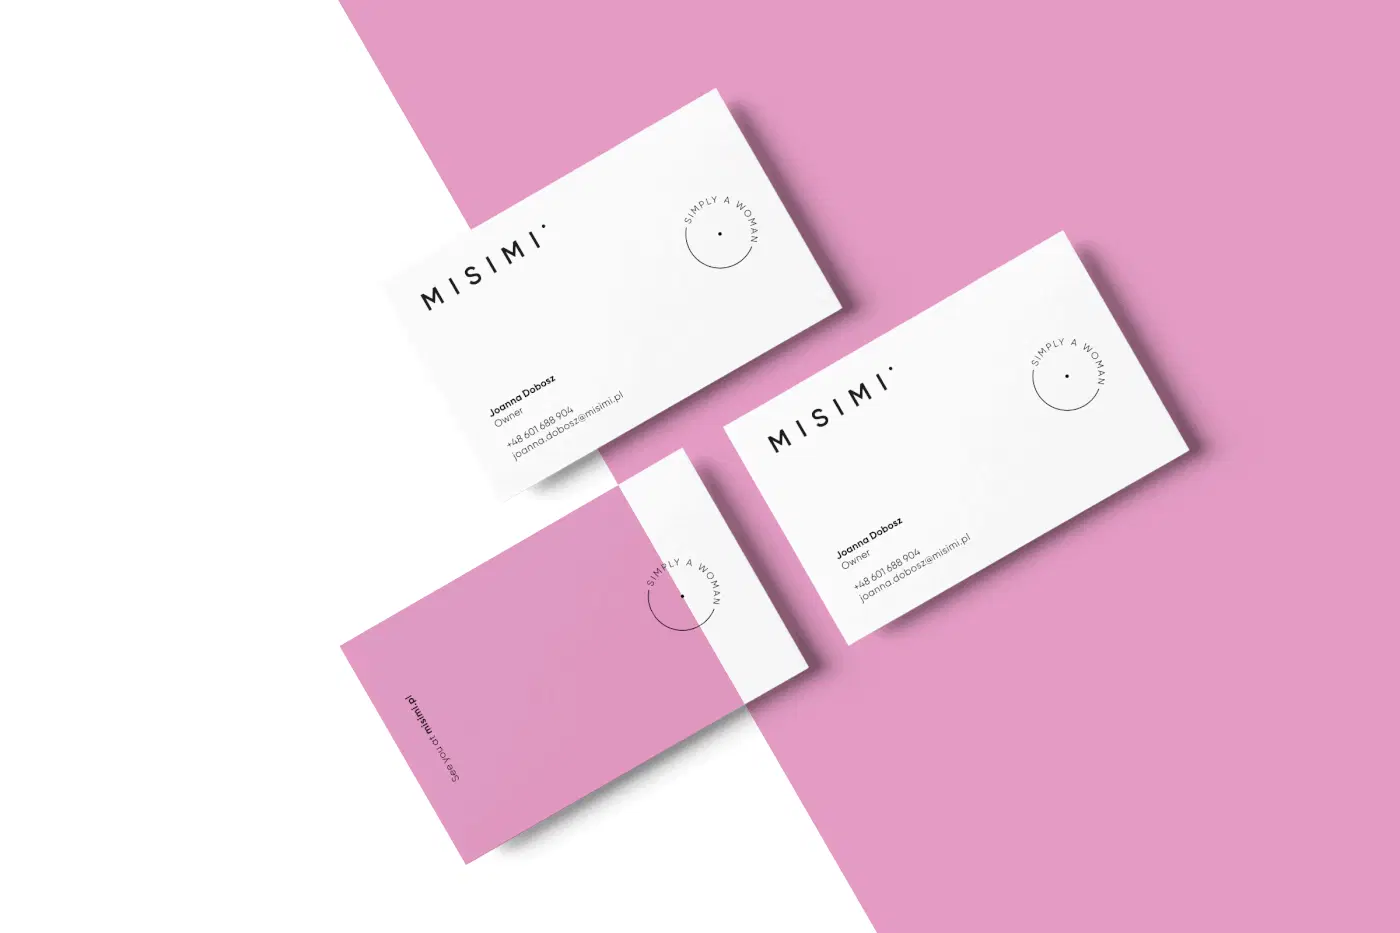 MISIMI
SIMPLY A WOMAN
Joanna Dobosz
Owner
+48 601 688 904
joanna.dobosz@misimi.pl
MISIMI
SIMPLY A WOMAN
Joanna Dobosz
Owner
+48 601 688 904
joanna.dobosz@misimi.pl
SIMPLY A WOMAN
See you at misimi.pl